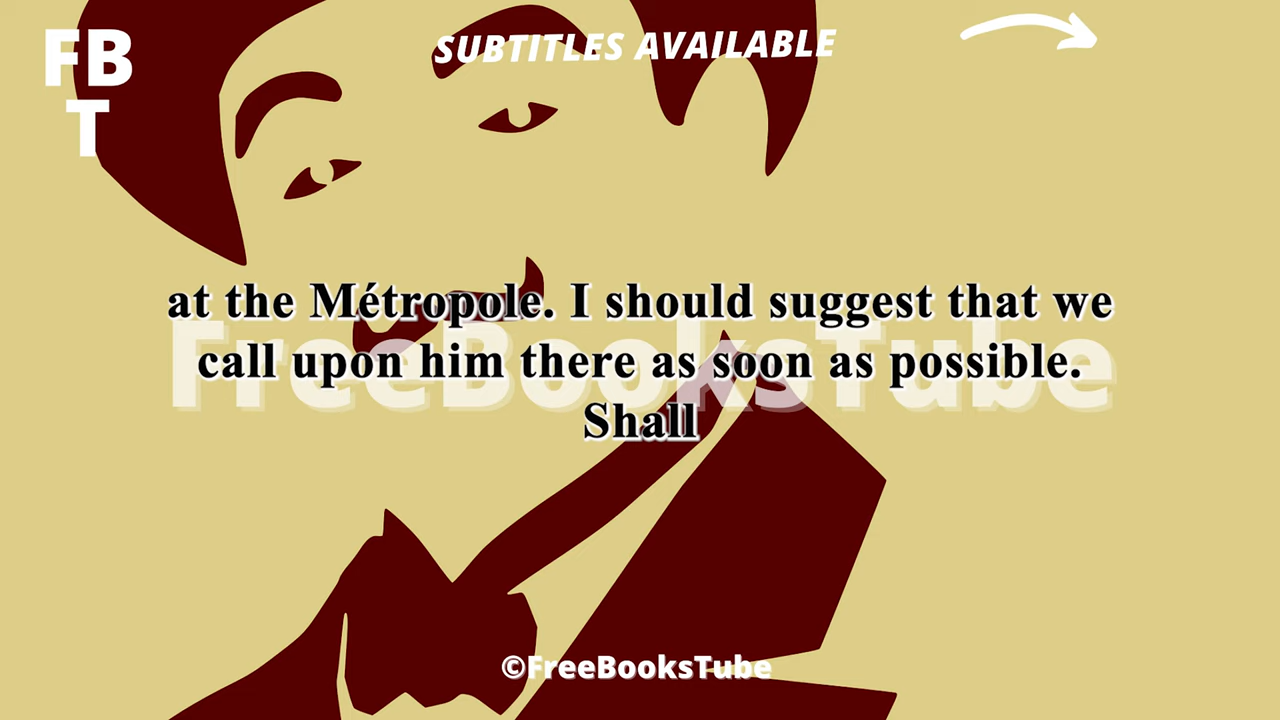 FB
T
SUBTITLES AVAILABLE
at the Métropole. I should suggest that we
call upon him there as soon as possible.
Shall
FreeBooksTube
©FreeBooksTube